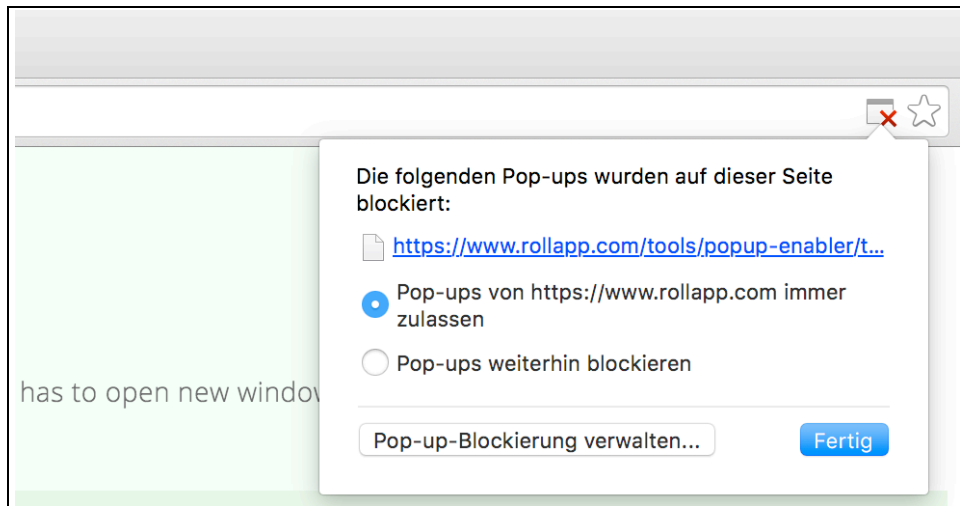 Die folgenden Pop-ups wurden auf dieser Seite
blockiert:
https://www.rollapp.com/tools/popup-enabler/t...
Pop-ups von https://www.rollapp.com immer
zulassen
Pop-ups weiterhin blockieren
has to open new window
Pop-up-Blockierung verwalten...
Fertig